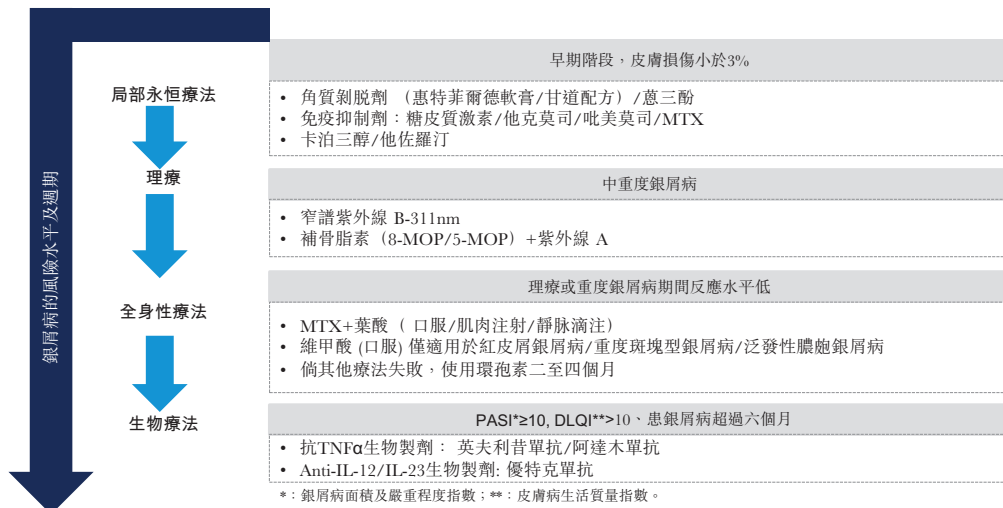 銀屑病的風險水平及週期
局部永恒療法
早期階段，皮膚損傷小於3%
• 角質剝脫劑 （惠特菲爾德軟膏/甘道配方）/蒽三酚
• 免疫抑制劑：糖皮質激素/他克莫司/吡美莫司/MTX
• 卡泊三醇/他佐羅汀
理療
中重度銀屑病
• 窄譜紫外線 B-311nm
• 補骨脂素（8-MOP/5-MOP）+紫外線 A
全身性療法
理療或重度銀屑病期間反應水平低
• MTX+葉酸（ 口服/肌肉注射/靜脉滴注）
• 維甲酸 (口服) 僅適用於紅皮屑銀屑病/重度斑塊型銀屑病/泛發性膿皰銀屑病
• 倘其他療法失敗，使用環孢素二至四個月
生物療法
PASI*≥10, DLQI**>10、患銀屑病超過六個月
• 抗TNFα生物製劑： 英夫利昔單抗/阿達木單抗
• Anti-IL-12/IL-23生物製劑: 優特克單抗
*：銀屑病面積及嚴重程度指數；**：皮膚病生活質量指數。